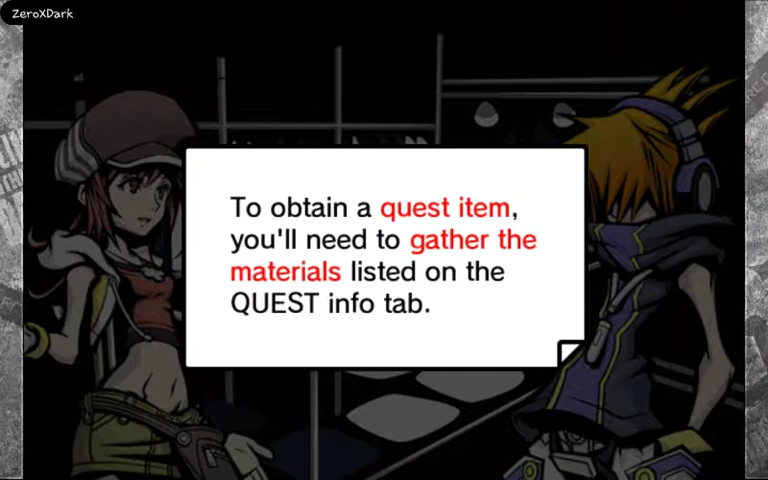 ZeroXDark
To obtain a quest item,
you'll need to gather the
materials listed on the
QUEST info tab.